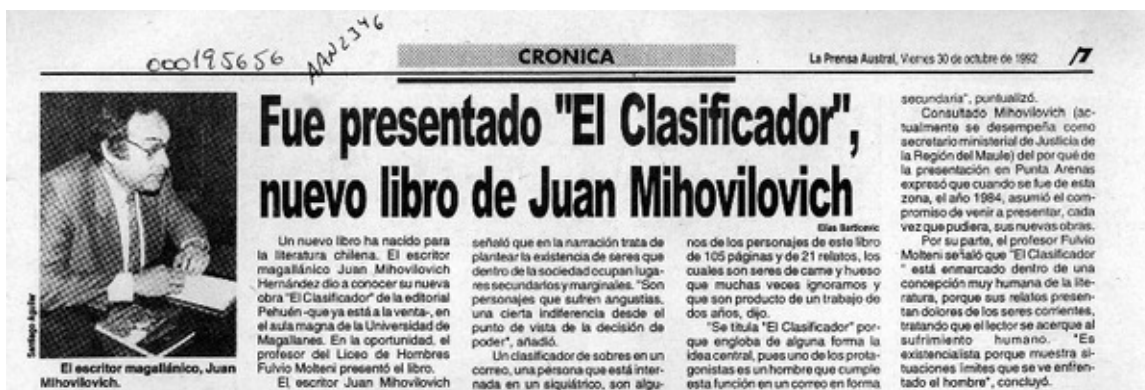 000195656
AAN2346
CRONICA
La Prensa Austral, Viernes 30 de octubre de 1992
/7
Fue presentado "El Clasificador",
nuevo libro de Juan Mihovilovich
Elías Barticevic
Santiago Aguilar
El escritor magallánico, Juan
Mihovilovich.
Un nuevo libro ha nacido para
la literatura chilena. El escritor
magallánico Juan Mihovilovich
Hernández dio a conocer su nueva
obra "El Clasificador" de la editorial
Pehuén -que ya está a la venta-, en
el aula magna de la Universidad de
Magallanes. En la oportunidad, el
profesor del Liceo de Hombres
Fulvio Molteni presentó el libro.
El escritor Juan Mihovilovich
señaló que en la narración trata de
plantear la existencia de seres que
dentro de la sociedad ocupan luga-
res secundarios y marginales. "Son
personajes que sufren angustias,
una cierta indiferencia desde el
punto de vista de la decisión de
poder", añadió.
Un clasificador de sobres en un
correo, una persona que está inter-
nada en un siquiátrico, son algu-
nos de los personajes de este libro
de 105 páginas y de 21 relatos, los
cuales son seres de carne y hueso
que muchas veces ignoramos y
que son producto de un trabajo de
dos años, dijo.
"Se titula "El Clasificador" por-
que engloba de alguna forma la
idea central, pues uno de los prota-
gonistas es un hombre que cumple
esta función en un correo en forma
secundaria", puntualizó.
Consultado Mihovilovich (ac-
tualmente se desempeña como
secretario ministerial de Justicia de
la Región del Maule) del por qué de
la presentación en Punta Arenas
expresó que cuando se fue de esta
zona, el año 1984, asumió el com-
promiso de venir a presentar, cada
vez que pudiera, sus nuevas obras.
Por su parte, el profesor Fulvio
Molteni señaló que "El Clasificador
" está enmarcado dentro de una
concepción muy humana de la lite-
ratura, porque sus relatos presen-
tan dolores de los seres corrientes,
tratando que el lector se acerque al
sufrimiento humano. "Es
existencialista porque muestra si-
tuaciones límites que se ve enfren-
tado el hombre", concluyó.